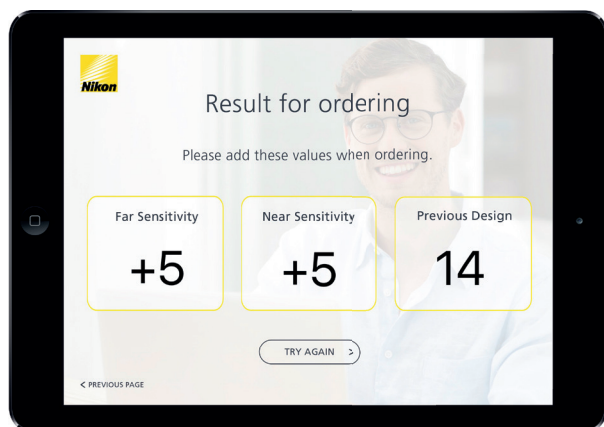 Nikon
Result for ordering
Please add these values when ordering.
Far Sensitivity
+5
Near Sensitivity
+5
Previous Design
14
TRY AGAIN >
< PREVIOUS PAGE